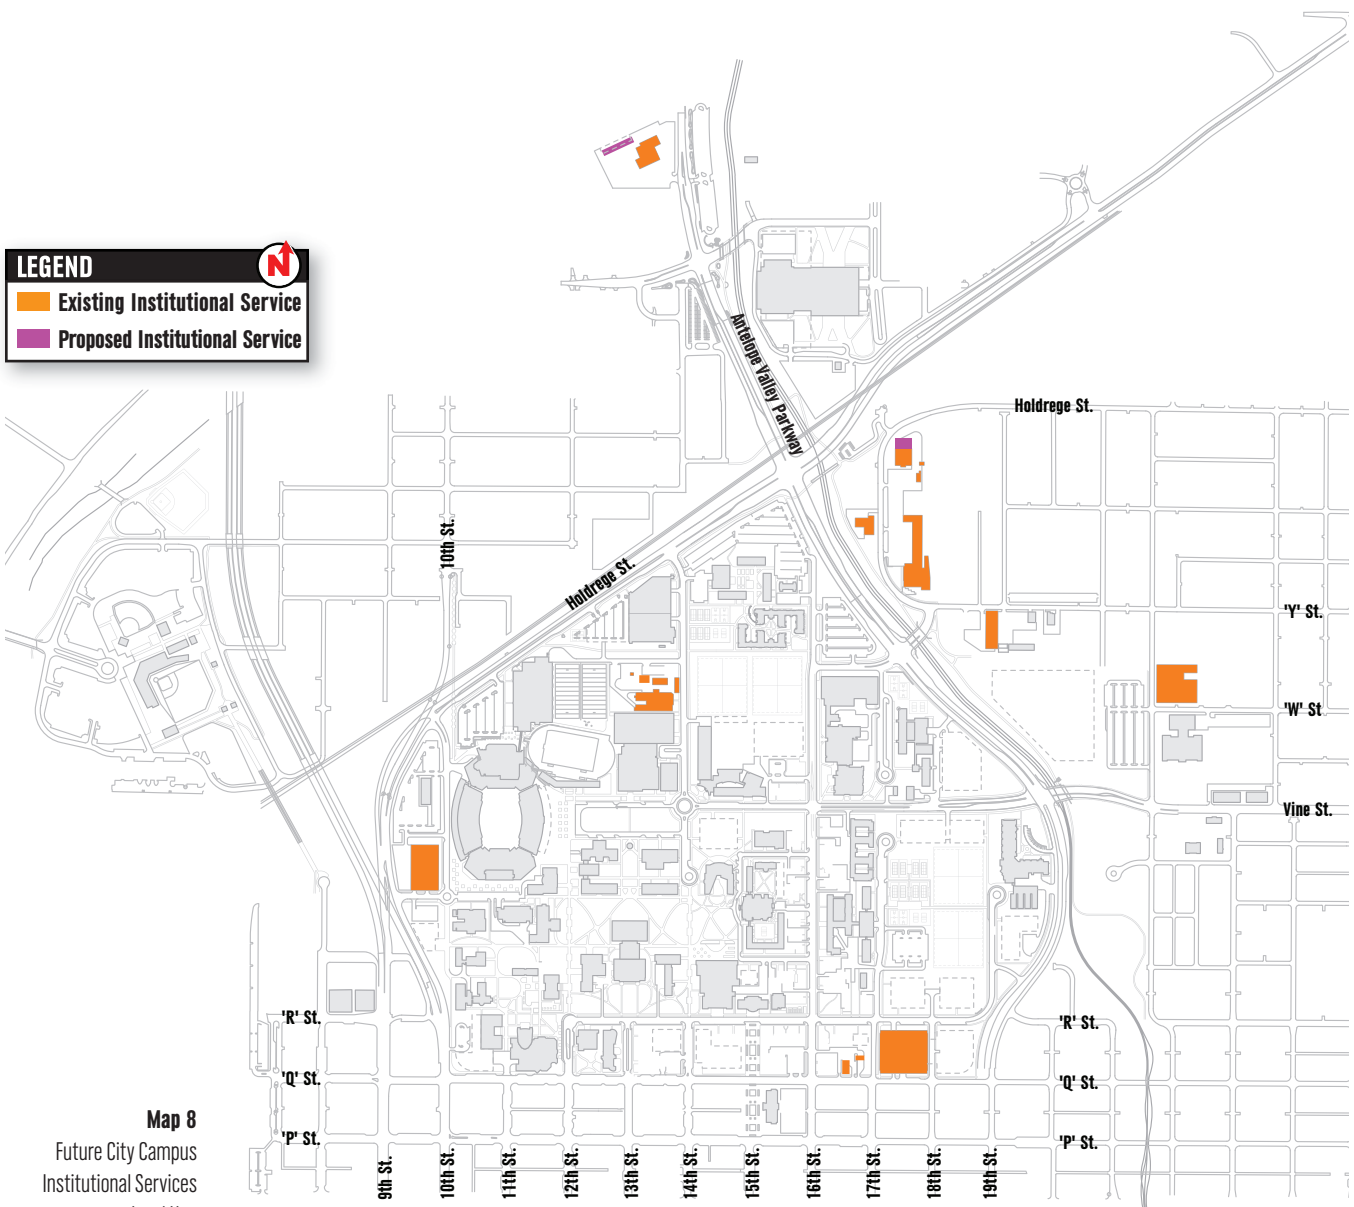 LEGEND
N
Existing Institutional Service
Proposed Institutional Service
Antelope Valley Parkway
Holdrege St.
10th St.
Holdrege St.
'Y' St.
'W' St
Vine St.
'R' St.
'R' St.
'Q' St.
'Q' St.
'P' St.
'P' St.
Map 8
Future City Campus
Institutional Services
9th St.
10th St.
11th St.
12th St.
13th St.
14th St.
15th St.
16th St.
17th St.
18th St.
19th St.